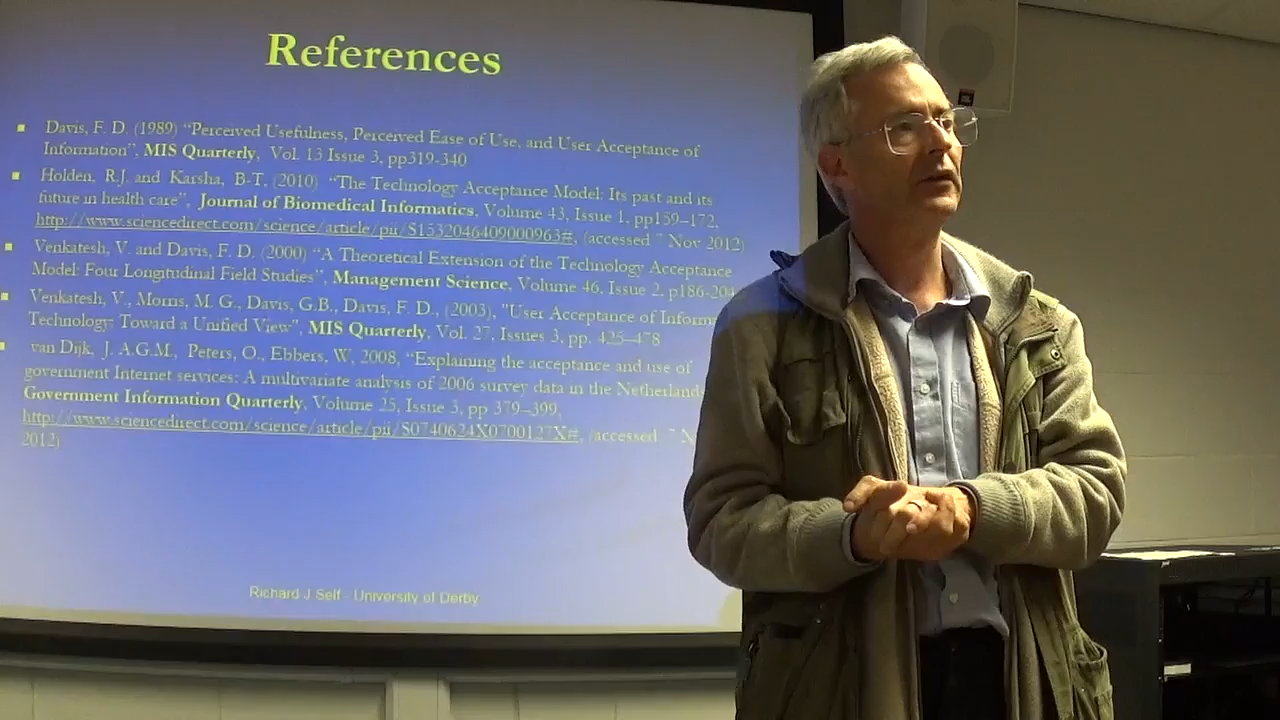 References
Davis, F. D. (1989) “Perceived Usefulness, Perceived Ease of Use, and User Acceptance of
Information”, MIS Quarterly, Vol. 13 Issue 3, pp319-340
Holden, R.J. and Karsha, B-T, (2010) “The Technology Acceptance Model: Its past and its
future in health care”, Journal of Biomedical Informatics, Volume 43, Issue 1, pp159–172,
http://www.sciencedirect.com/science/article/pii/S1532046409000963#, (accessed 7 Nov 2012)
Venkatesh, V. and Davis, F. D. (2000) “A Theoretical Extension of the Technology Acceptance
Model: Four Longitudinal Field Studies”, Management Science, Volume 46, Issue 2, p186-204
Venkatesh, V., Morris, M. G., Davis, G.B., Davis, F. D., (2003), "User Acceptance of
Technology: Toward a Unified View", MIS Quarterly, Vol. 27, Issues 3, pp. 425–478
van Dijk, J. A.G.M., Peters, O., Ebbers, W, 2008, “Explaining the acceptance and use of
government Internet services: A multivariate analysis of 2006 survey data in the Netherland
Government Information Quarterly, Volume 25, Issue 3, pp 379–399,
http://www.sciencedirect.com/science/article/pii/S0740624X0700127X#, (accessed 7 N
2012)
Richard J Self - University of Derby